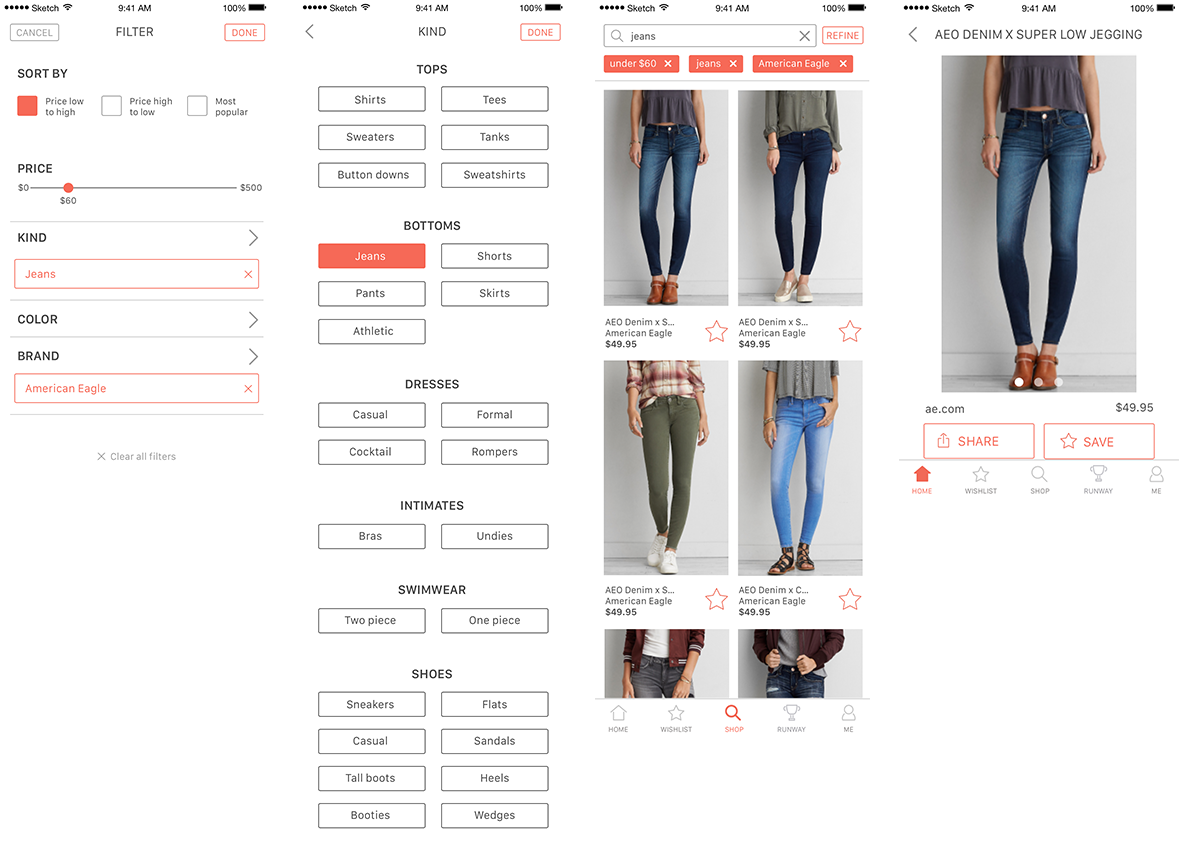 Sketch 9:41 AM 100%
CANCEL FILTER DONE
SORT BY
Price low to high
Price high to low
Most popular
PRICE
$0 $500
$60
KIND
Jeans
COLOR
BRAND
American Eagle
Clear all filters
Sketch 9:41 AM 100%
KIND DONE
TOPS
Shirts Tees
Sweaters Tanks
Button downs Sweatshirts
BOTTOMS
Jeans Shorts
Pants Skirts
Athletic
DRESSES
Casual Formal
Cocktail Rompers
INTIMATES
Bras Undies
SWIMWEAR
Two piece One piece
SHOES
Sneakers Flats
Casual Sandals
Tall boots Heels
Booties Wedges
Sketch 9:41 AM 100%
jeans REFINE
under $60 jeans American Eagle
AEO Denim x S... AEO Denim x S...
American Eagle American Eagle
$49.95 $49.95
AEO Denim x S... AEO Denim x C...
American Eagle American Eagle
$49.95 $49.95
HOME WISHLIST SHOP RUNWAY ME
Sketch 9:41 AM 100%
AEO DENIM X SUPER LOW JEGGING
ae.com $49.95
SHARE SAVE
HOME WISHLIST SHOP RUNWAY ME